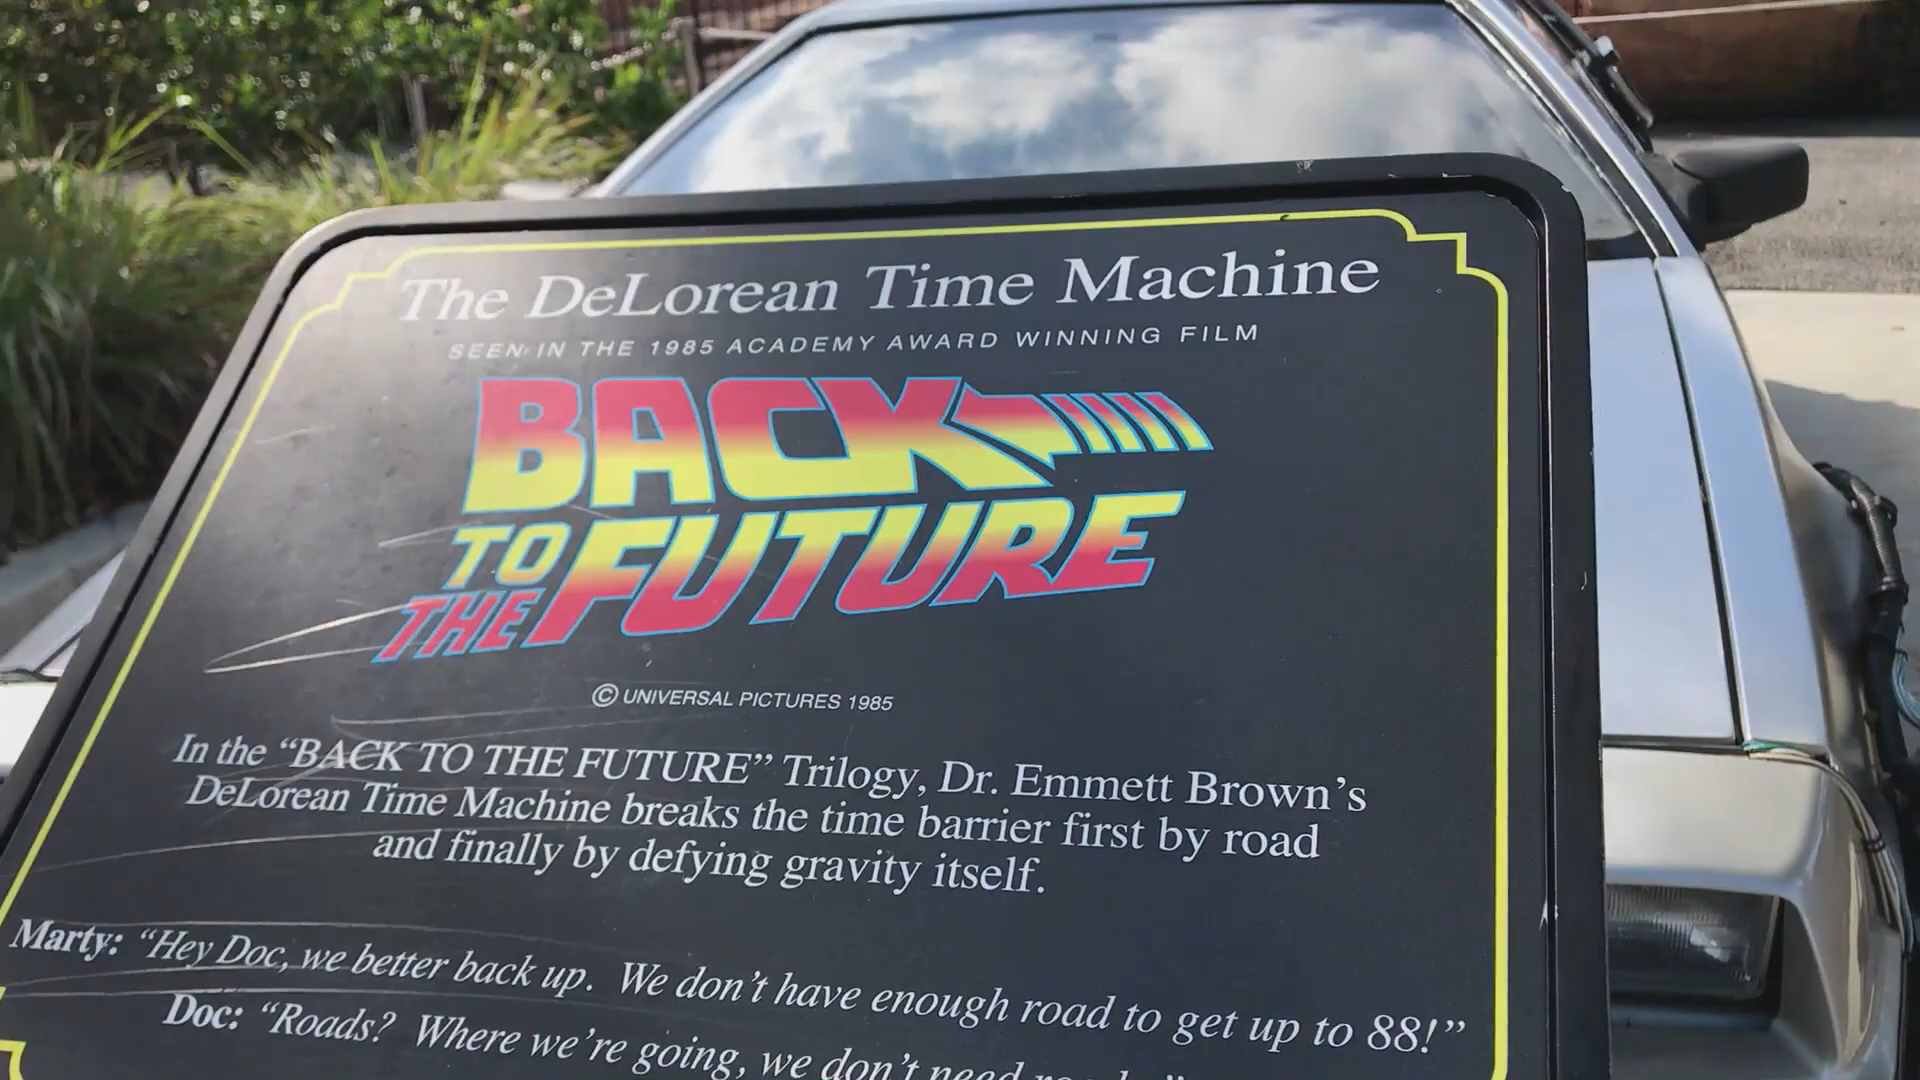 The DeLorean Time Machine
SEEN IN THE 1985 ACADEMY AWARD WINNING FILM
BACK
TO
THE FUTURE
© UNIVERSAL PICTURES 1985
In the “BACK TO THE FUTURE” Trilogy, Dr. Emmett Brown’s
DeLorean Time Machine breaks the time barrier first by road
and finally by defying gravity itself.
Marty: “Hey Doc, we better back up. We don’t have enough road to get up to 88!”
Doc: “Roads? Where we’re going, we don’t need